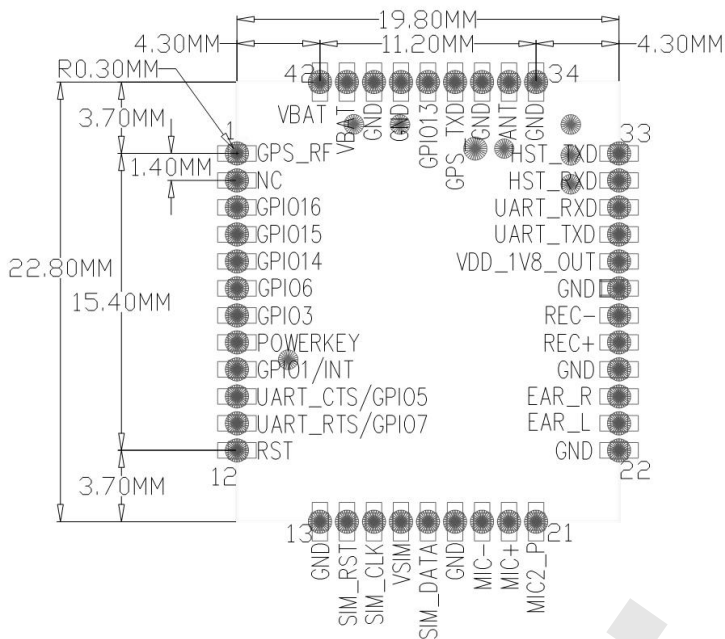 19.80MM
4.30MM
11.20MM
4.30MM
R0.30MM
42
34
VBAT
VBAT
GND
GND
GPIO13
GPS_TXD
GND
ANT
GND
3.70MM
1
33
GPS_RF
HST_TXD
1.40MM
NC
HST_RXD
GPIO16
UART_RXD
GPIO15
UART_TXD
22.80MM
GPIO14
VDD_1V8_OUT
GPIO6
GND
15.40MM
GPIO3
REC-
POWERKEY
REC+
GPIO1/INT
GND
UART_CTS/GPIO5
EAR_R
UART_RTS/GPIO7
EAR_L
RST
GND
12
22
3.70MM
13
21
GND
SIM_RST
SIM_CLK
VSIM
SIM_DATA
GND
MIC-
MIC+
MIC2_P